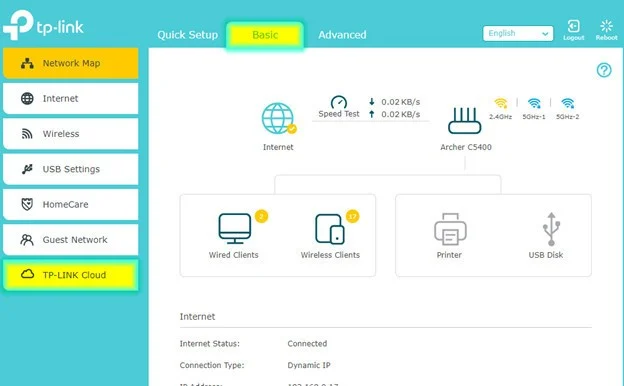 tp-link
Quick Setup Basic Advanced English Logout Reboot
Network Map
Internet
Wireless
USB Settings
HomeCare
Guest Network
TP-LINK Cloud
0.02 KB/s
Speed Test 0.02 KB/s
2.4GHz 5GHz-1 5GHz-2
Internet Archer C5400
2 17
Wired Clients Wireless Clients Printer USB Disk
Internet
Internet Status: Connected
Connection Type: Dynamic IP